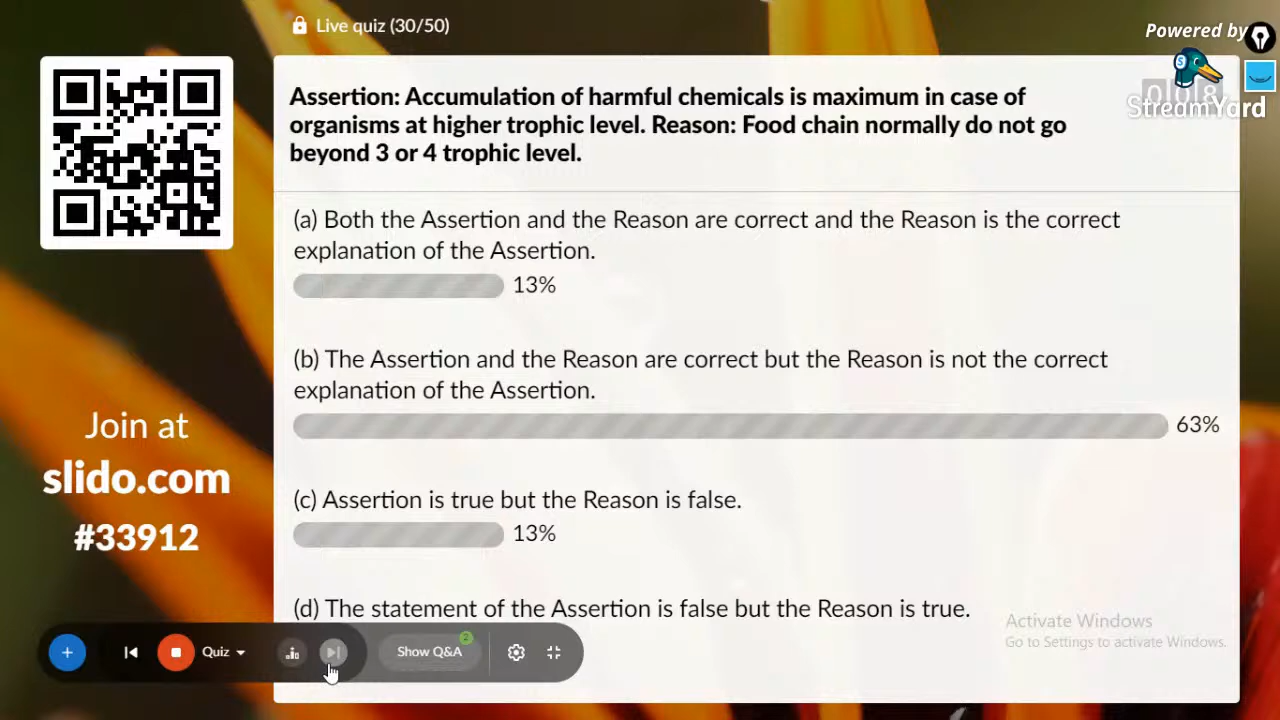 Live quiz (30/50)
Powered by
StreamYard
Assertion: Accumulation of harmful chemicals is maximum in case of
organisms at higher trophic level. Reason: Food chain normally do not go
beyond 3 or 4 trophic level.
(a) Both the Assertion and the Reason are correct and the Reason is the correct
explanation of the Assertion.
13%
(b) The Assertion and the Reason are correct but the Reason is not the correct
explanation of the Assertion.
63%
(c) Assertion is true but the Reason is false.
13%
(d) The statement of the Assertion is false but the Reason is true.
Join at
slido.com
#33912
Activate Windows
Go to Settings to activate Windows.
Quiz
Show Q&A
2